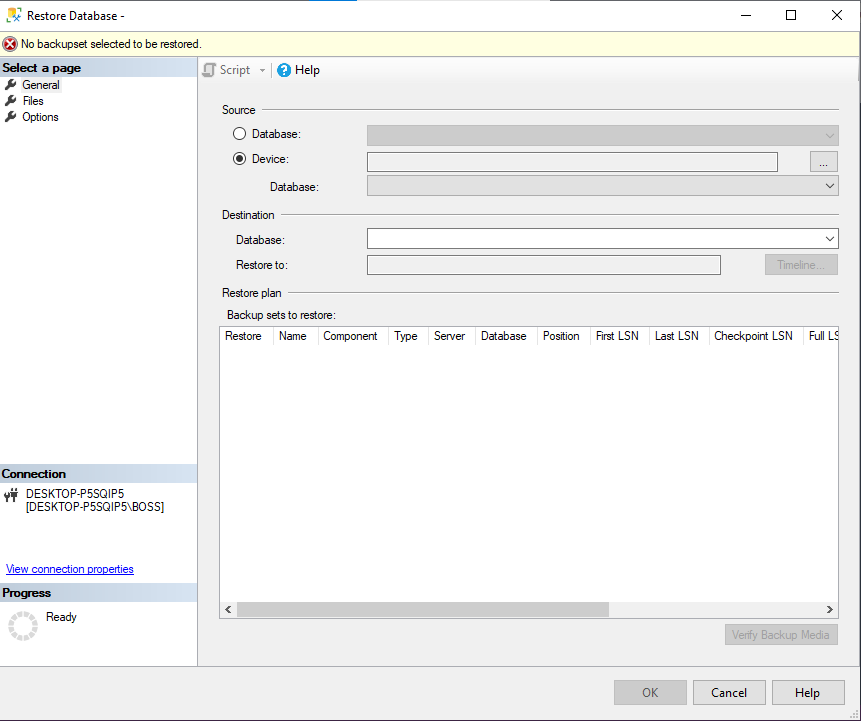 Restore Database -
No backupset selected to be restored.
Select a page
General
Files
Options
Script
Help
Source
Database:
Device:
...
Database:
Destination
Database:
Restore to:
Timeline...
Restore plan
Backup sets to restore:
Restore Name Component Type Server Database Position First LSN Last LSN Checkpoint LSN Full LS
Verify Backup Media
Connection
DESKTOP-P5SQIP5
[DESKTOP-P5SQIP5\BOSS]
View connection properties
Progress
Ready
OK Cancel Help